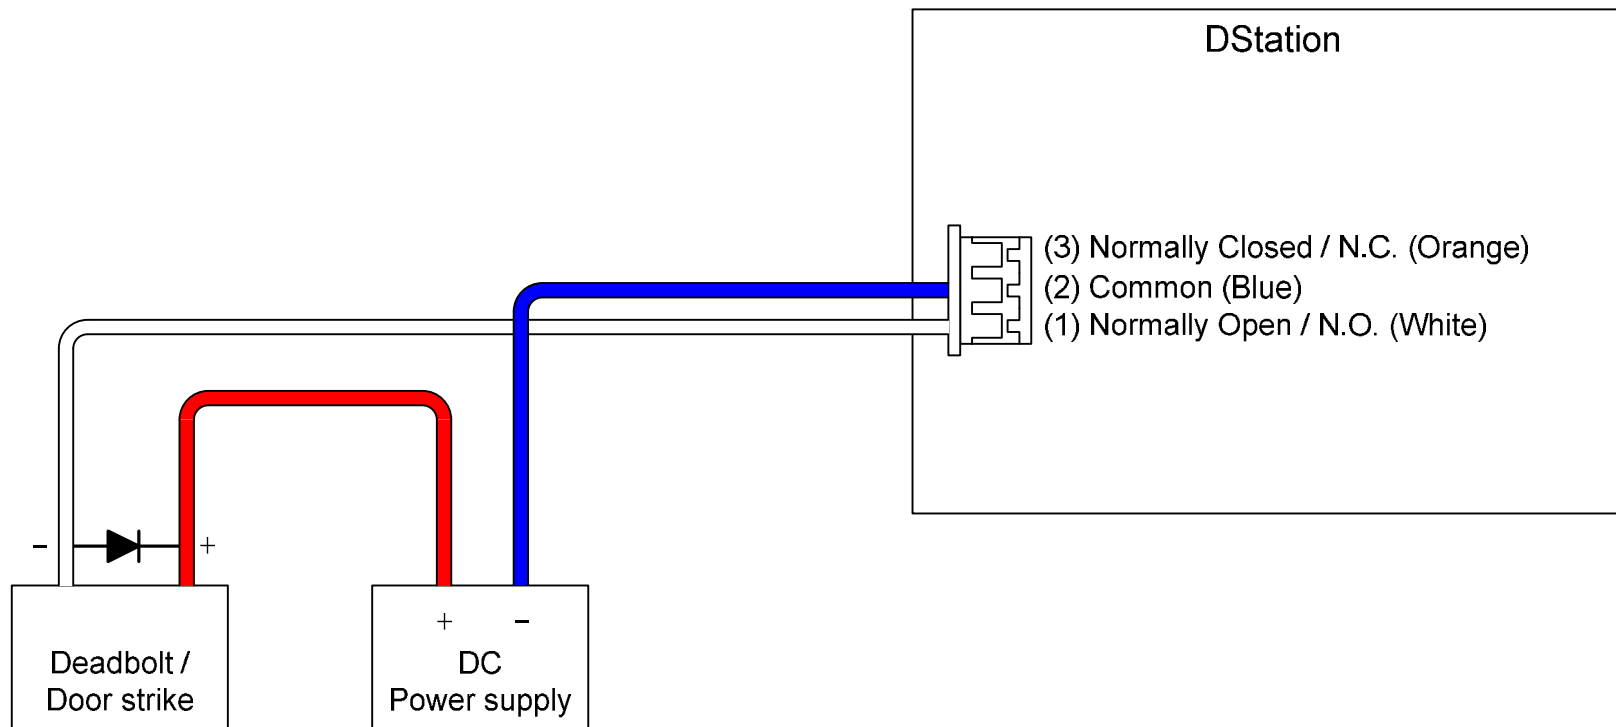 DStation
(3) Normally Closed / N.C. (Orange)
(2) Common (Blue)
(1) Normally Open / N.O. (White)
− +
+ −
Deadbolt /
Door strike
DC
Power supply